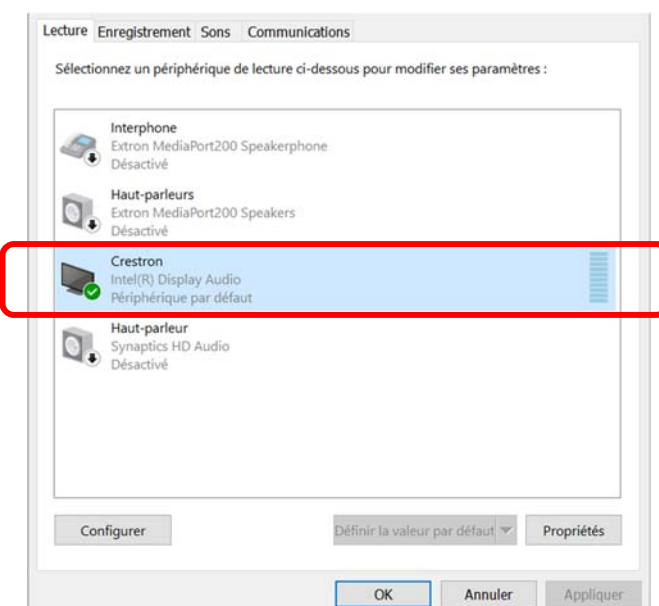 Lecture Enregistrement Sons Communications
Sélectionnez un périphérique de lecture ci-dessous pour modifier ses paramètres :
Interphone
Extron MediaPort200 Speakerphone
Désactivé
Haut-parleurs
Extron MediaPort200 Speakers
Désactivé
Crestron
Intel(R) Display Audio
Périphérique par défaut
Haut-parleur
Synaptics HD Audio
Désactivé
Configurer Définir la valeur par défaut Propriétés
OK Annuler Appliquer